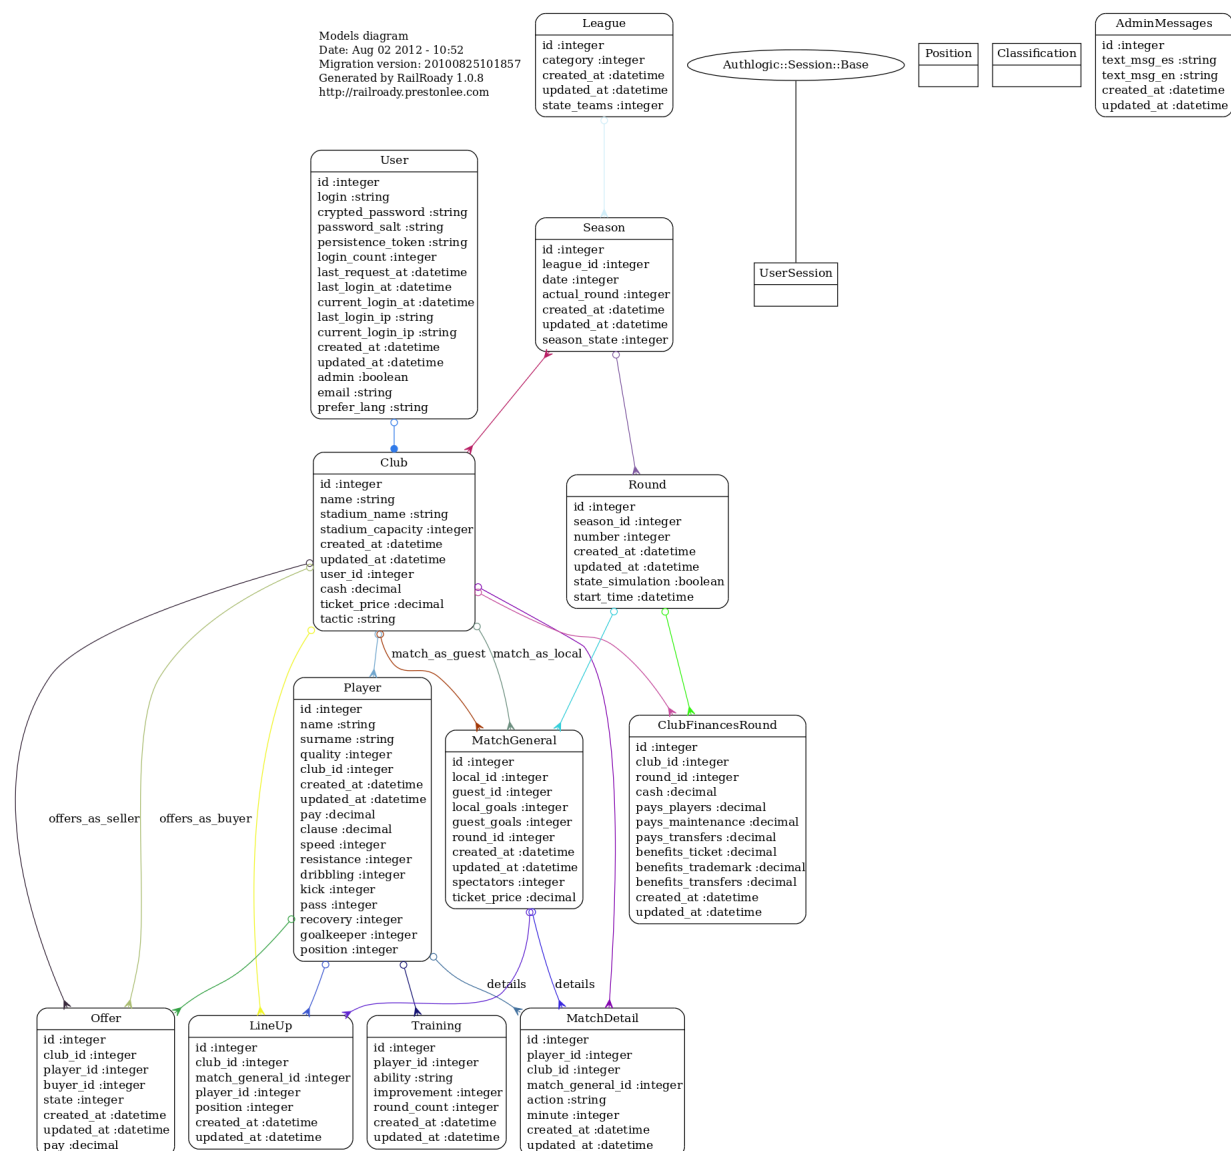 Models diagram
Date: Aug 02 2012 - 10:52
Migration version: 20100825101857
Generated by RailRoady 1.0.8
http://railroady.prestonlee.com
League
id :integer
category :integer
created_at :datetime
updated_at :datetime
state_teams :integer
Authlogic::Session::Base
Position
Classification
AdminMessages
id :integer
text_msg_es :string
text_msg_en :string
created_at :datetime
updated_at :datetime
User
id :integer
login :string
crypted_password :string
password_salt :string
persistence_token :string
login_count :integer
last_request_at :datetime
last_login_at :datetime
current_login_at :datetime
last_login_ip :string
current_login_ip :string
created_at :datetime
updated_at :datetime
admin :boolean
email :string
prefer_lang :string
Season
id :integer
league_id :integer
date :integer
actual_round :integer
created_at :datetime
updated_at :datetime
season_state :integer
UserSession
Club
id :integer
name :string
stadium_name :string
stadium_capacity :integer
created_at :datetime
updated_at :datetime
user_id :integer
cash :decimal
ticket_price :decimal
tactic :string
Round
id :integer
season_id :integer
number :integer
created_at :datetime
updated_at :datetime
state_simulation :boolean
start_time :datetime
match_as_guest
match_as_local
offers_as_seller
offers_as_buyer
Player
id :integer
name :string
surname :string
quality :integer
club_id :integer
created_at :datetime
updated_at :datetime
pay :decimal
clause :decimal
speed :integer
resistance :integer
dribbling :integer
kick :integer
pass :integer
recovery :integer
goalkeeper :integer
position :integer
MatchGeneral
id :integer
local_id :integer
guest_id :integer
local_goals :integer
guest_goals :integer
round_id :integer
created_at :datetime
updated_at :datetime
spectators :integer
ticket_price :decimal
ClubFinancesRound
id :integer
club_id :integer
round_id :integer
cash :decimal
pays_players :decimal
pays_maintenance :decimal
pays_transfers :decimal
benefits_ticket :decimal
benefits_trademark :decimal
benefits_transfers :decimal
created_at :datetime
updated_at :datetime
details
details
Offer
id :integer
club_id :integer
player_id :integer
buyer_id :integer
state :integer
created_at :datetime
updated_at :datetime
pay :decimal
LineUp
id :integer
club_id :integer
match_general_id :integer
player_id :integer
position :integer
created_at :datetime
updated_at :datetime
Training
id :integer
player_id :integer
ability :string
improvement :integer
round_count :integer
created_at :datetime
updated_at :datetime
MatchDetail
id :integer
player_id :integer
club_id :integer
match_general_id :integer
action :string
minute :integer
created_at :datetime
updated_at :datetime